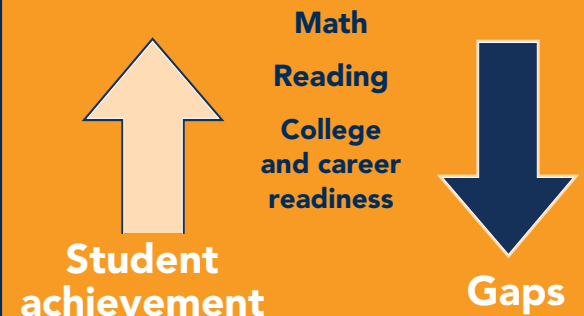 Math
Reading
College
and career
readiness
Student
achievement
Gaps